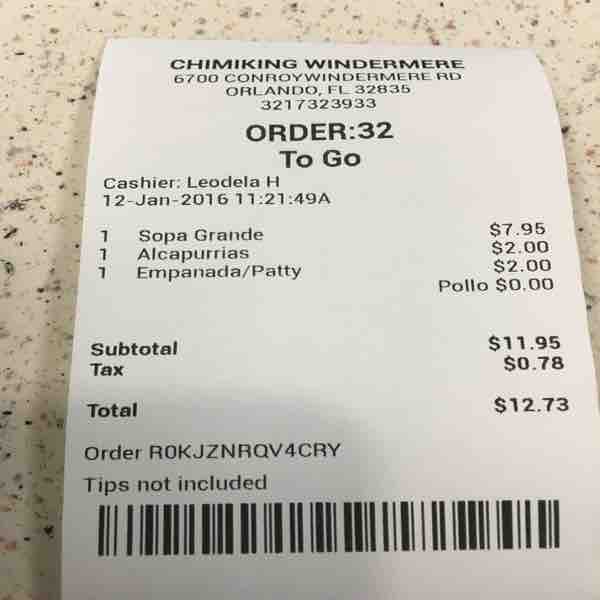 CHIMIKING WINDERMERE
6700 CONROYWINDERMERE RD
ORLANDO, FL 32835
3217323933
ORDER:32
To Go
Cashier: Leodela H
12-Jan-2016 11:21:49A
1 Sopa Grande $7.95
1 Alcapurrias $2.00
1 Empanada/Patty $2.00
Pollo $0.00
Subtotal $11.95
Tax $0.78
Total $12.73
Order R0KJZNRQV4CRY
Tips not included